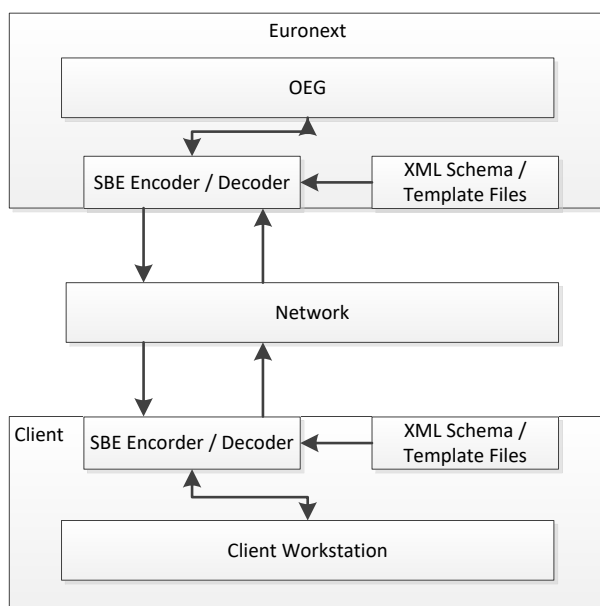 Euronext
OEG
SBE Encoder / Decoder
XML Schema /
Template Files
Network
Client
SBE Encorder / Decoder
XML Schema /
Template Files
Client Workstation